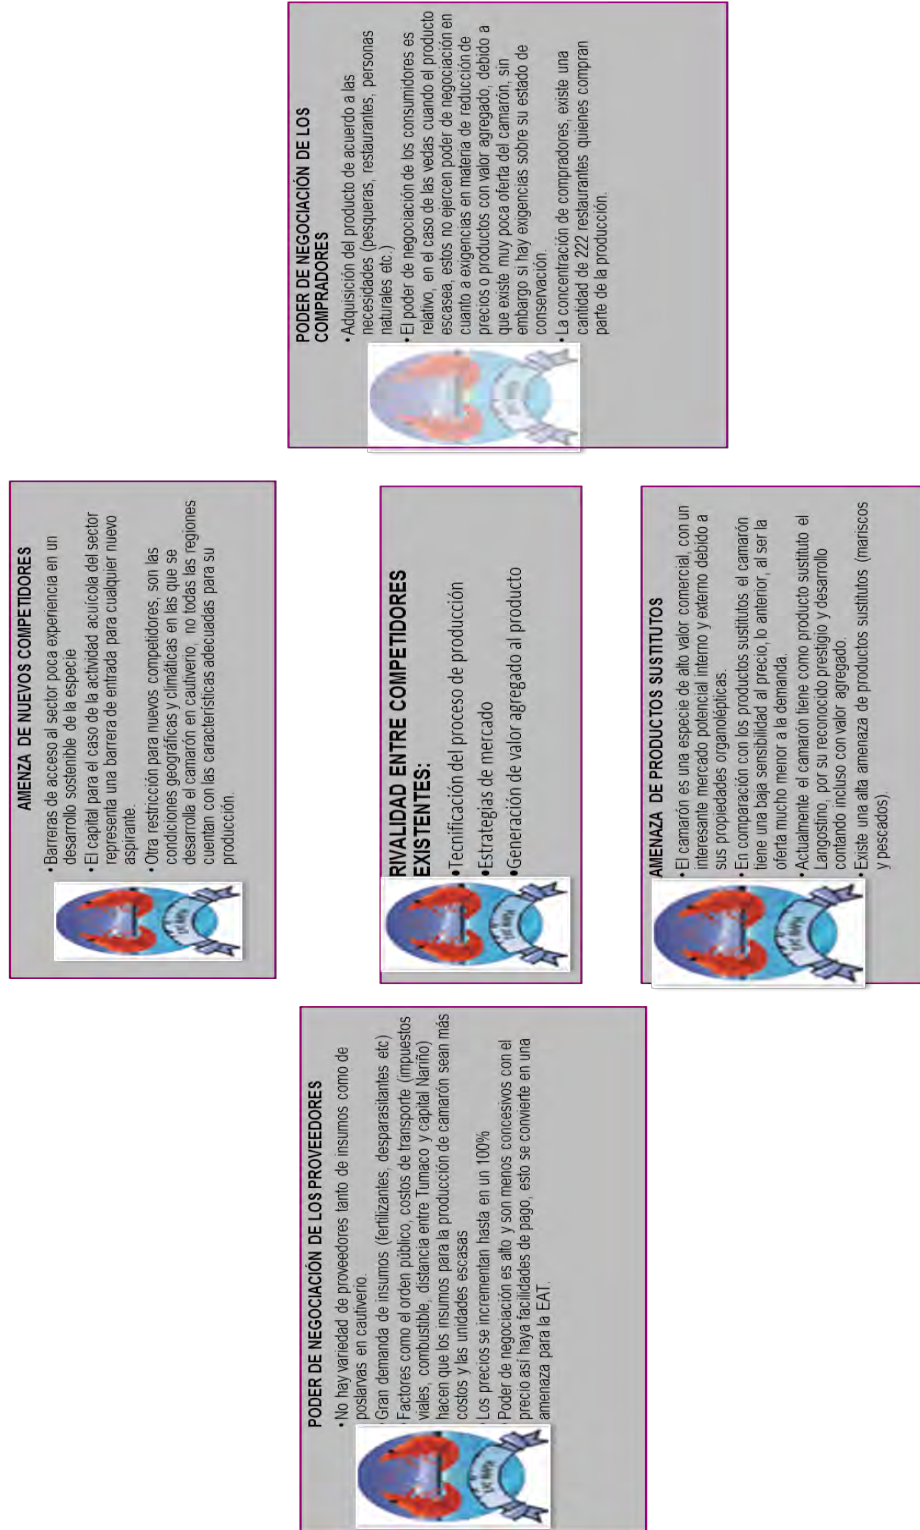 AMENZA DE NUEVOS COMPETIDORES
• Barreras de acceso al sector poca experiencia en un
desarrollo sostenible de la especie
• El capital para el caso de la actividad acuícola del sector
representa una barrera de entrada para cualquier nuevo
aspirante.
• Otra restricción para nuevos competidores, son las
condiciones geográficas y climáticas en las que se
desarrolla el camarón en cautiverio, no todas las regiones
cuentan con las características adecuadas para su
producción.
PODER DE NEGOCIACIÓN DE LOS PROVEEDORES
• No hay variedad de proveedores tanto de insumos como de
poslarvas en cautiverio.
• Gran demanda de insumos (fertilizantes, desparasitantes etc)
• Factores como el orden público, costos de transporte (impuestos
viales, combustible, distancia entre Tumaco y capital Nariño)
hacen que los insumos para la producción de camarón sean más
costos y las unidades escasas
• Los precios se incrementan hasta en un 100%
• Poder de negociación es alto y son menos concesivos con el
precio así haya facilidades de pago, esto se convierte en una
amenaza para la EAT.
RIVALIDAD ENTRE COMPETIDORES
EXISTENTES:
•Tecnificación del proceso de producción
•Estrategias de mercado
•Generación de valor agregado al producto
PODER DE NEGOCIACIÓN DE LOS
COMPRADORES
• Adquisición del producto de acuerdo a las
necesidades (pesqueras, restaurantes, personas
naturales etc.)
• El poder de negociación de los consumidores es
relativo, en el caso de las vedas cuando el producto
escasea, estos no ejercen poder de negociación en
cuanto a exigencias en materia de reducción de
precios o productos con valor agregado, debido a
que existe muy poca oferta del camarón, sin
embargo si hay exigencias sobre su estado de
conservación.
• La concentración de compradores, existe una
cantidad de 222 restaurantes quienes compran
parte de la producción.
AMENAZA DE PRODUCTOS SUSTITUTOS
• El camarón es una especie de alto valor comercial, con un
interesante mercado potencial interno y externo debido a
sus propiedades organolépticas.
• En comparación con los productos sustitutos el camarón
tiene una baja sensibilidad al precio, lo anterior, al ser la
oferta mucho menor a la demanda.
• Actualmente el camarón tiene como producto sustituto el
Langostino, por su reconocido prestigio y desarrollo
contando incluso con valor agregado.
• Existe una alta amenaza de productos sustitutos (mariscos
y pescados).